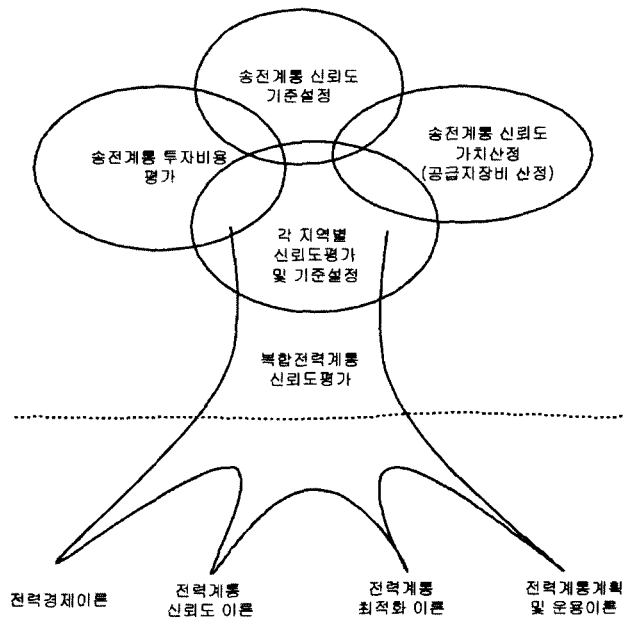 송전계통 신뢰도
기준설정
송전계통 투자비용
평가
송전계통 신뢰도
가치산정
(공급지장비 산정)
각 지역별
신뢰도평가
및 기준설정
복합전력계통
신뢰도평가
전력경제이론
전력계통
신뢰도 이론
전력계통
최적화 이론
전력계통계획
및 운용이론